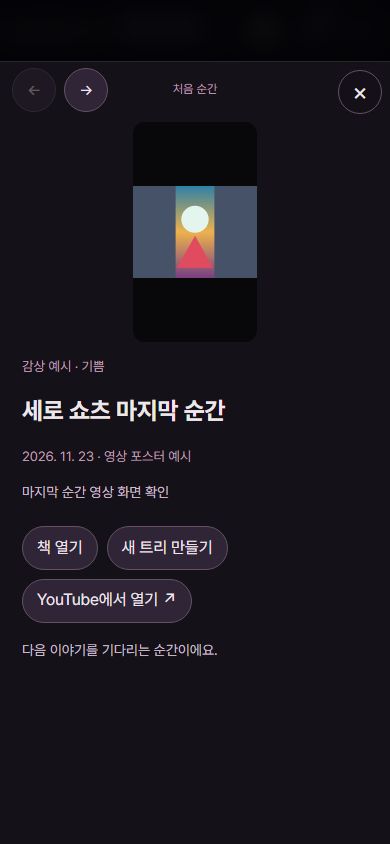 ← → 처음 순간 ×
감상 예시 · 기쁨
세로 쇼츠 마지막 순간
2026. 11. 23 · 영상 포스터 예시
마지막 순간 영상 화면 확인
책 열기 새 트리 만들기
YouTube에서 열기 ↗
다음 이야기를 기다리는 순간이에요.